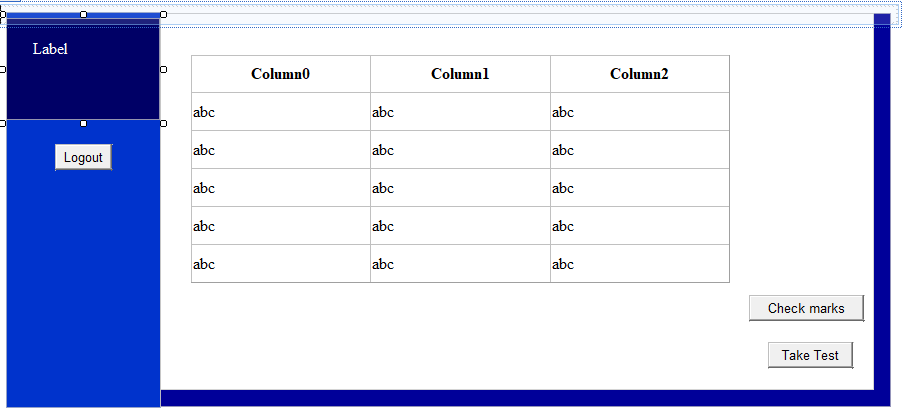 Label
Logout
Column0 Column1 Column2
abc abc abc
abc abc abc
abc abc abc
abc abc abc
abc abc abc
Check marks
Take Test